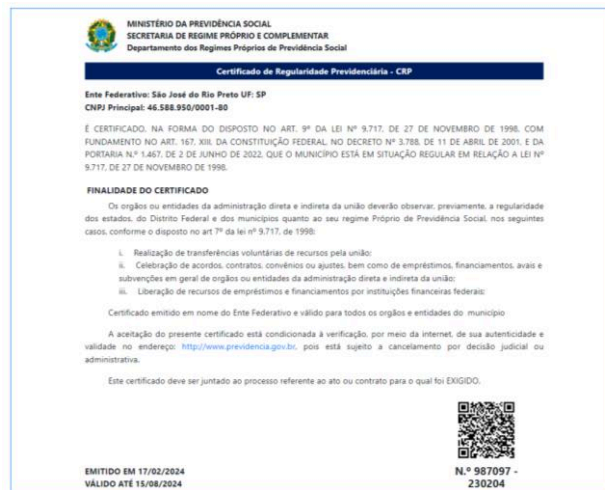 MINISTÉRIO DA PREVIDÊNCIA SOCIAL
SECRETARIA DE REGIME PRÓPRIO E COMPLEMENTAR
Departamento dos Regimes Próprios de Previdência Social
Certificado de Regularidade Previdenciária - CRP
Ente Federativo: São José do Rio Preto UF: SP
CNPJ Principal: 46.588.950/0001-80
É CERTIFICADO, NA FORMA DO DISPOSTO NO ART. 9º DA LEI Nº 9.717, DE 27 DE NOVEMBRO DE 1998, COM
FUNDAMENTO NO ART. 167, XIII, DA CONSTITUIÇÃO FEDERAL, NO DECRETO Nº 3.788, DE 11 DE ABRIL DE 2001, E DA
PORTARIA N.º 1.467, DE 2 DE JUNHO DE 2022, QUE O MUNICÍPIO ESTÁ EM SITUAÇÃO REGULAR EM RELAÇÃO A LEI Nº
9.717, DE 27 DE NOVEMBRO DE 1998.
FINALIDADE DO CERTIFICADO
Os orgãos ou entidades da administração direta e indireta da união deverão observar, previamente, a regularidade
dos estados, do Distrito Federal e dos municípios quanto ao seu regime Próprio de Previdência Social, nos seguintes
casos, conforme o disposto no art 7º da lei nº 9.717, de 1998:
i. Realização de transferências voluntárias de recursos pela união;
ii. Celebração de acordos, contratos, convênios ou ajustes, bem como de empréstimos, financiamentos, avais e
subvenções em geral de orgãos ou entidades da administração direta e indireta da união;
iii. Liberação de recursos de empréstimos e financiamentos por instituições financeiras federais;
Certificado emitido em nome do Ente Federativo e válido para todos os orgãos e entidades do município
A aceitação do presente certificado está condicionada à verificação, por meio da internet, de sua autenticidade e
validade no endereço: http://www.previdencia.gov.br, pois está sujeito a cancelamento por decisão judicial ou
administrativa.
Este certificado deve ser juntado ao processo referente ao ato ou contrato para o qual foi EXIGIDO.
EMITIDO EM 17/02/2024
VÁLIDO ATÉ 15/08/2024
N.º 987097 -
230204